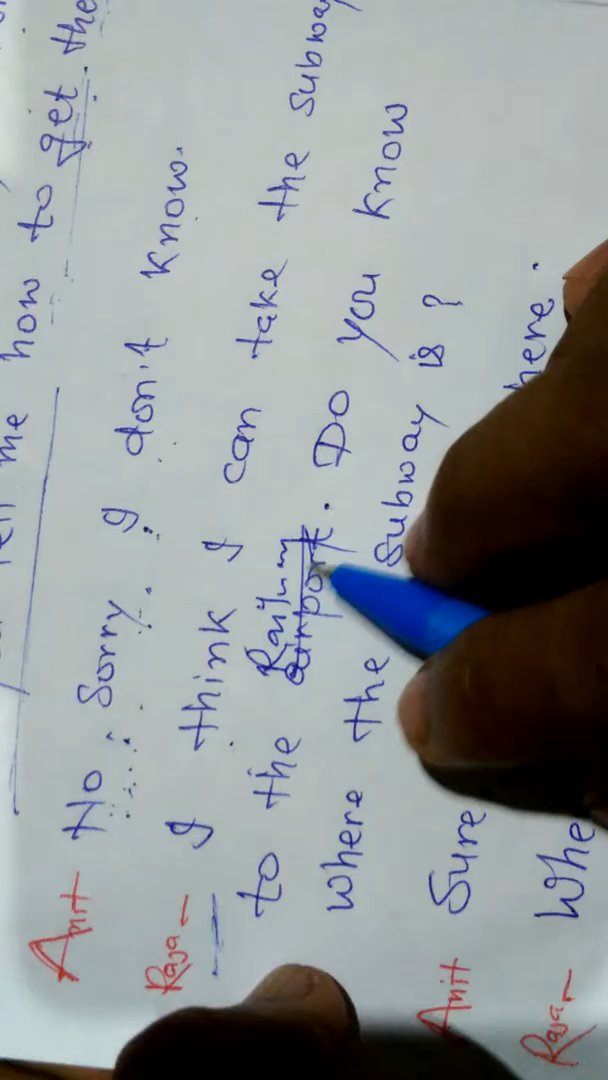 tell me how to get the
Amit No, Sorry. I don't know.
Raja - I think I can take the subway
to the airport. Do you know
where the Subway is?
Amit Sure here.
Raja - Whe